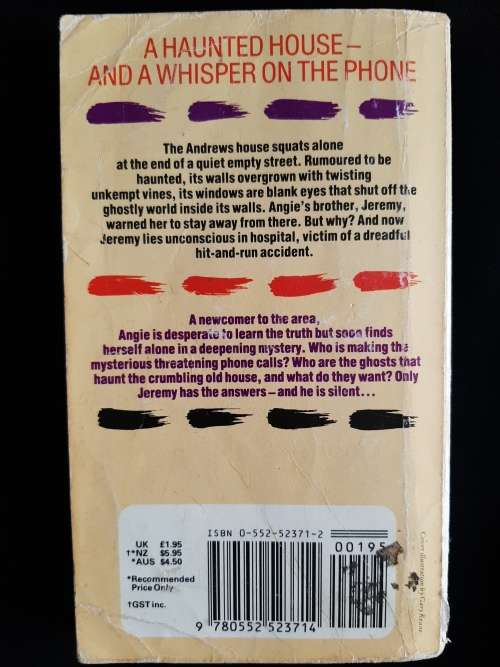 A HAUNTED HOUSE –
AND A WHISPER ON THE PHONE
The Andrews house squats alone
at the end of a quiet empty street. Rumoured to be
haunted, its walls overgrown with twisting
unkempt vines, its windows are blank eyes that shut off the
ghostly world inside its walls. Angie's brother, Jeremy,
warned her to stay away from there. But why? And now
Jeremy lies unconscious in hospital, victim of a dreadful
hit-and-run accident.
A newcomer to the area,
Angie is desperate to learn the truth but soon finds
herself alone in a deepening mystery. Who is making the
mysterious threatening phone calls? Who are the ghosts that
haunt the crumbling old house, and what do they want? Only
Jeremy has the answers – and he is silent...
UK £1.95
†*NZ $5.95
*AUS $4.50
*Recommended
Price Only
†GST inc.
ISBN 0-552-52371-2
00195
9 780552 523714
Cover illustration by Gary Keane